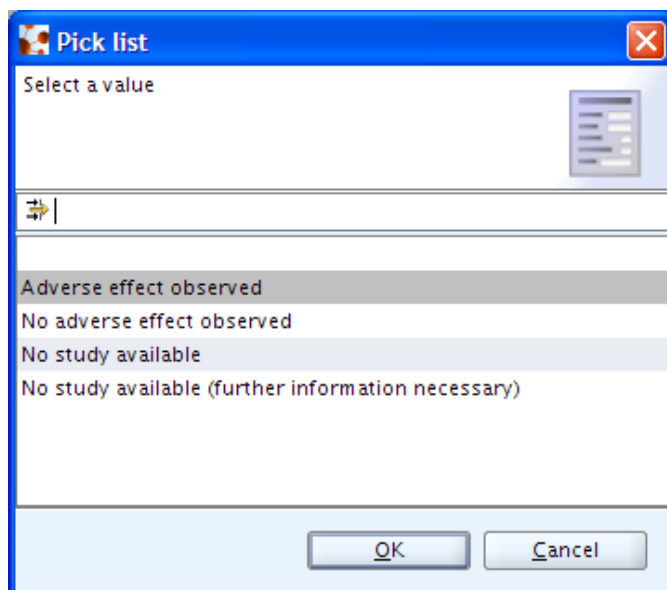 Pick list
Select a value
Adverse effect observed
No adverse effect observed
No study available
No study available (further information necessary)
OK
Cancel